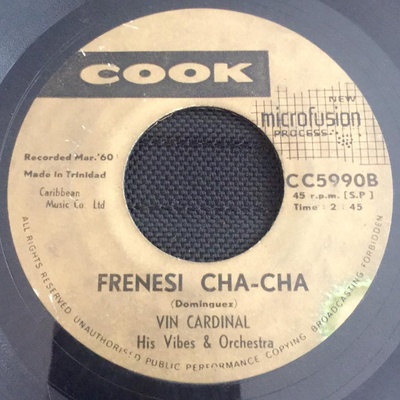 COOK
NEW
microfusion
PROCESS
Recorded Mar.'60
Made in Trinidad
Caribbean
Music Co Ltd
CC5990B
45 r.p.m. [S.P]
Time : 2 : 45
FRENESI CHA-CHA
(Dominguez)
VIN CARDINAL
His Vibes & Orchestra
ALL RIGHTS RESERVED UNAUTHORISED PUBLIC PERFORMANCE COPYING BROADCASTING FORBIDDEN